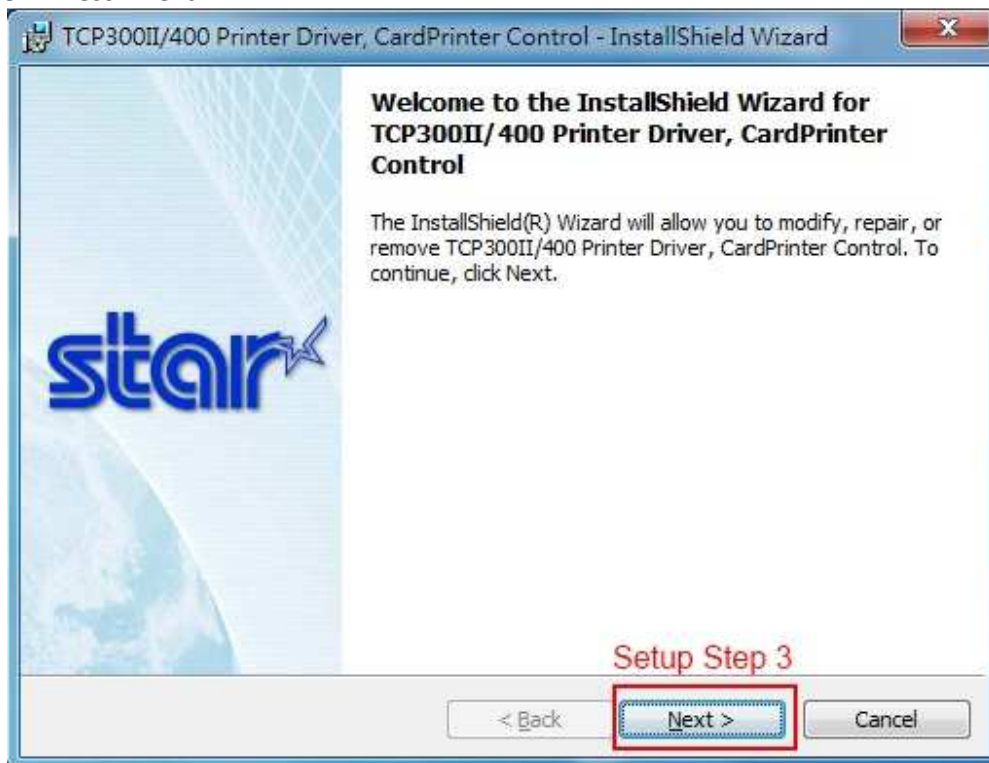 TCP300II/400 Printer Driver, CardPrinter Control - InstallShield Wizard
Welcome to the InstallShield Wizard for
TCP300II/400 Printer Driver, CardPrinter
Control
The InstallShield(R) Wizard will allow you to modify, repair, or
remove TCP300II/400 Printer Driver, CardPrinter Control. To
continue, click Next.
star
Setup Step 3
< Back Next > Cancel